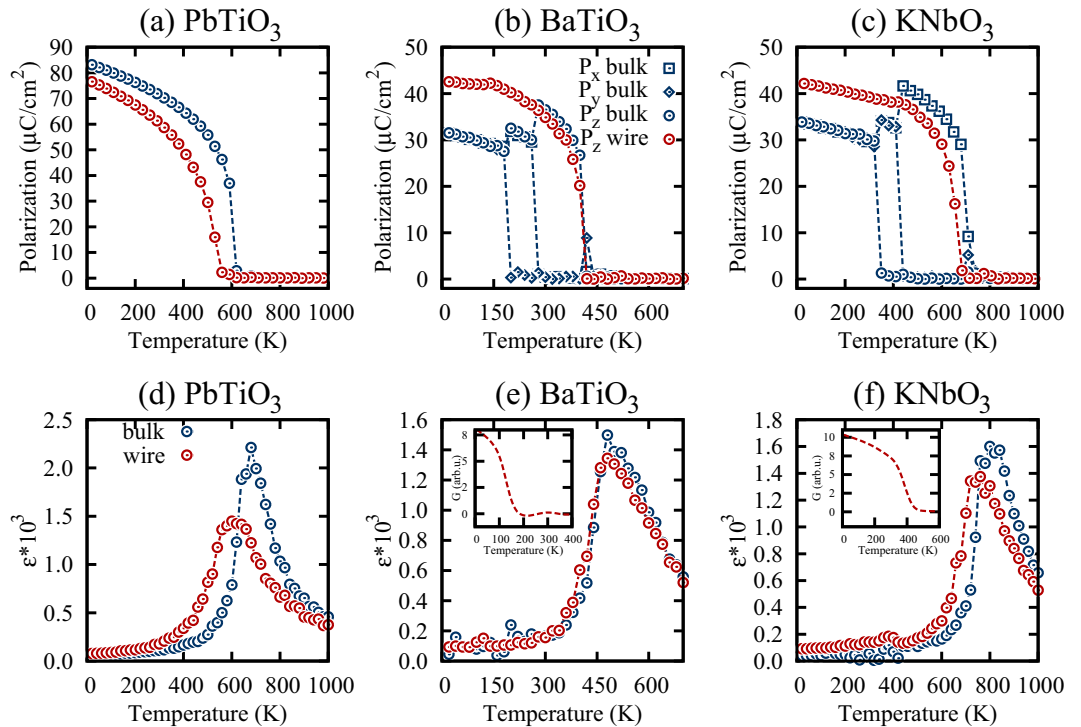 (a) PbTiO₃
(b) BaTiO₃
(c) KNbO₃
Polarization (μC/cm²)
90
80
70
60
50
40
30
20
10
0
0 200 400 600 800 1000
Temperature (K)
Polarization (μC/cm²)
50
40
30
20
10
0
Pₓ bulk
P_y bulk
P_z bulk
P_z wire
0 150 300 450 600
Temperature (K)
Polarization (μC/cm²)
50
40
30
20
10
0
0 200 400 600 800 1000
Temperature (K)
(d) PbTiO₃
(e) BaTiO₃
(f) KNbO₃
ε*10³
2.5
2.0
1.5
1.0
0.5
0.0
bulk
wire
0 200 400 600 800 1000
Temperature (K)
ε*10³
1.6
1.4
1.2
1.0
0.8
0.6
0.4
0.2
0.0
G (arb.u.)
8
5
2
0
0 100 200 300 400
Temperature (K)
0 150 300 450 600
Temperature (K)
ε*10³
1.8
1.6
1.4
1.2
1.0
0.8
0.6
0.4
0.2
0.0
G (arb.u.)
10
8
5
2
0
0 200 400 600
Temperature (K)
0 200 400 600 800 1000
Temperature (K)